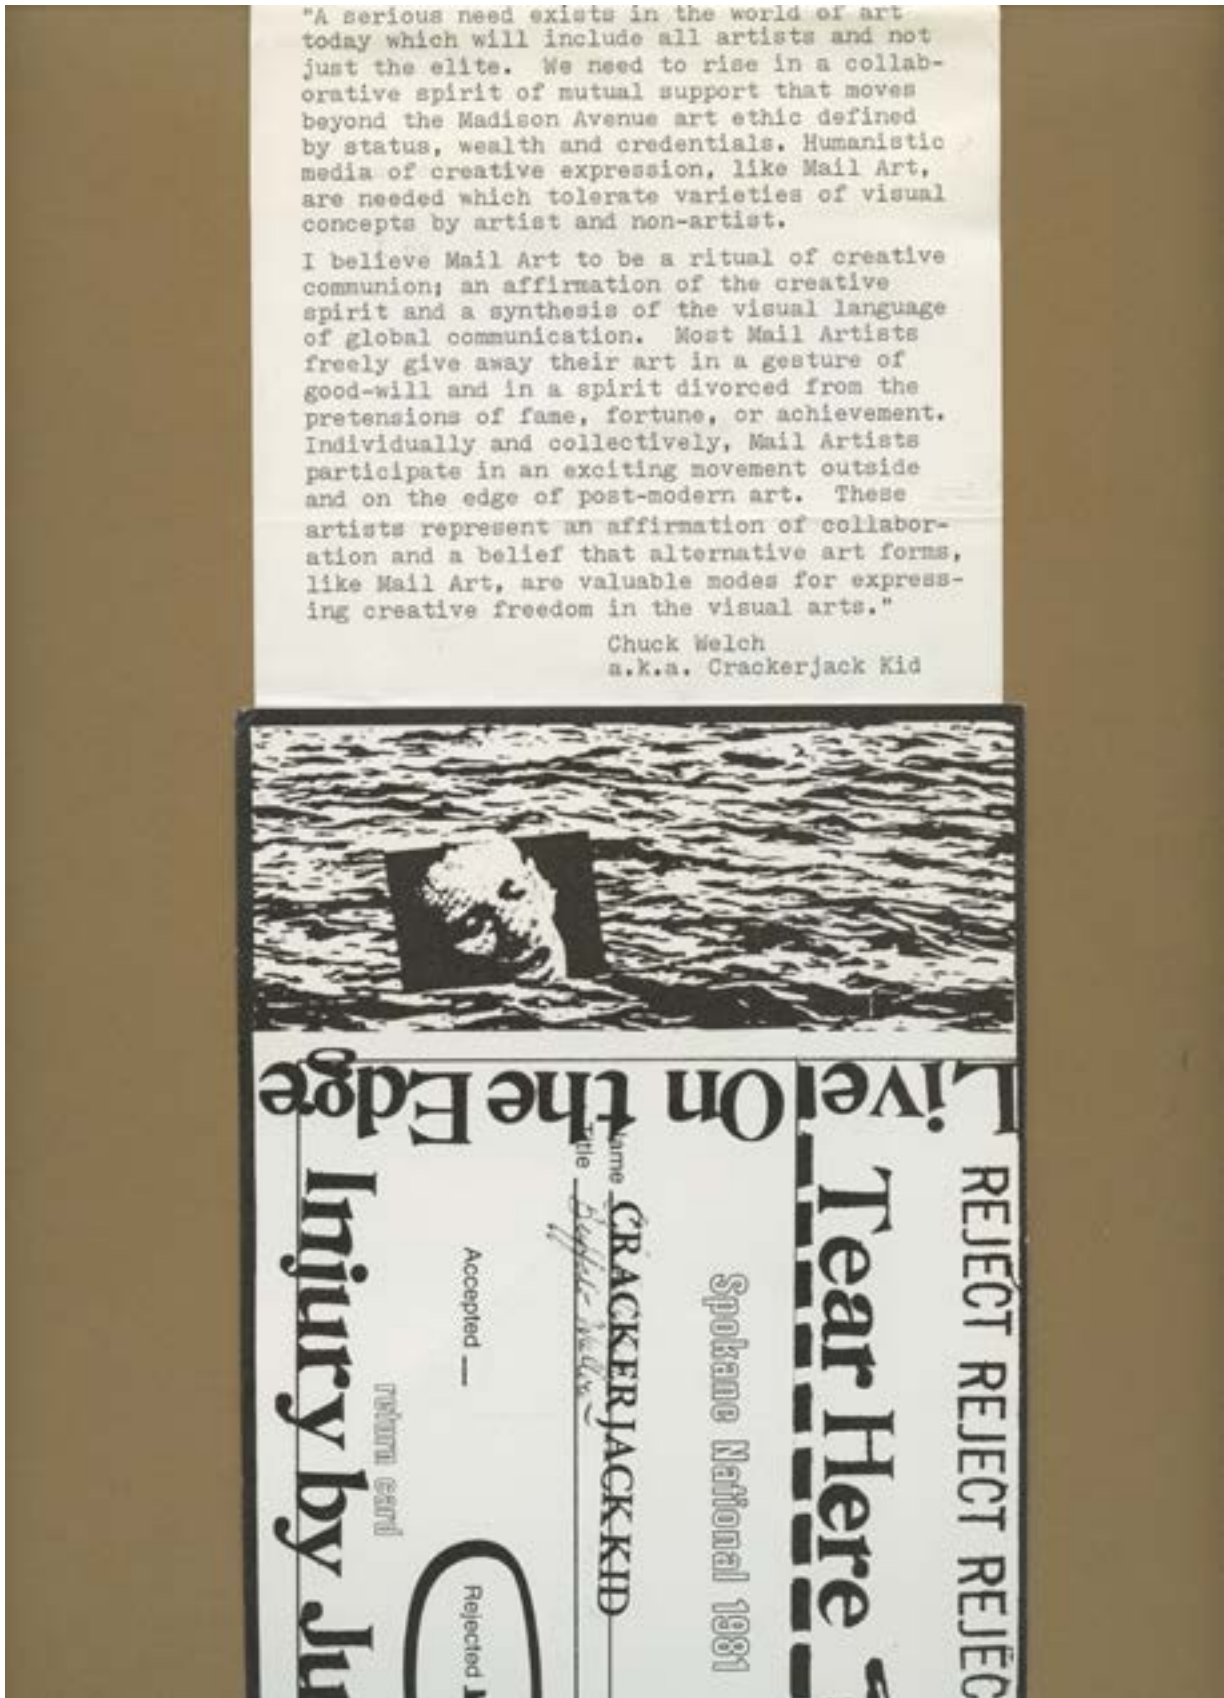 "A serious need exists in the world of art
today which will include all artists and not
just the elite.  We need to rise in a collab-
orative spirit of mutual support that moves
beyond the Madison Avenue art ethic defined
by status, wealth and credentials. Humanistic
media of creative expression, like Mail Art,
are needed which tolerate varieties of visual
concepts by artist and non-artist.
I believe Mail Art to be a ritual of creative
communion; an affirmation of the creative
spirit and a synthesis of the visual language
of global communication.  Most Mail Artists
freely give away their art in a gesture of
good-will and in a spirit divorced from the
pretensions of fame, fortune, or achievement.
Individually and collectively, Mail Artists
participate in an exciting movement outside
and on the edge of post-modern art.  These
artists represent an affirmation of collabor-
ation and a belief that alternative art forms,
like Mail Art, are valuable modes for express-
ing creative freedom in the visual arts."
Chuck Welch
a.k.a. Crackerjack Kid
Live On the Edge
REJECT REJECT REJEC
Tear Here
Spokane National 1981
Name CRACKERJACK KID
Title
Accepted
Rejected
return card
Injury by Ju